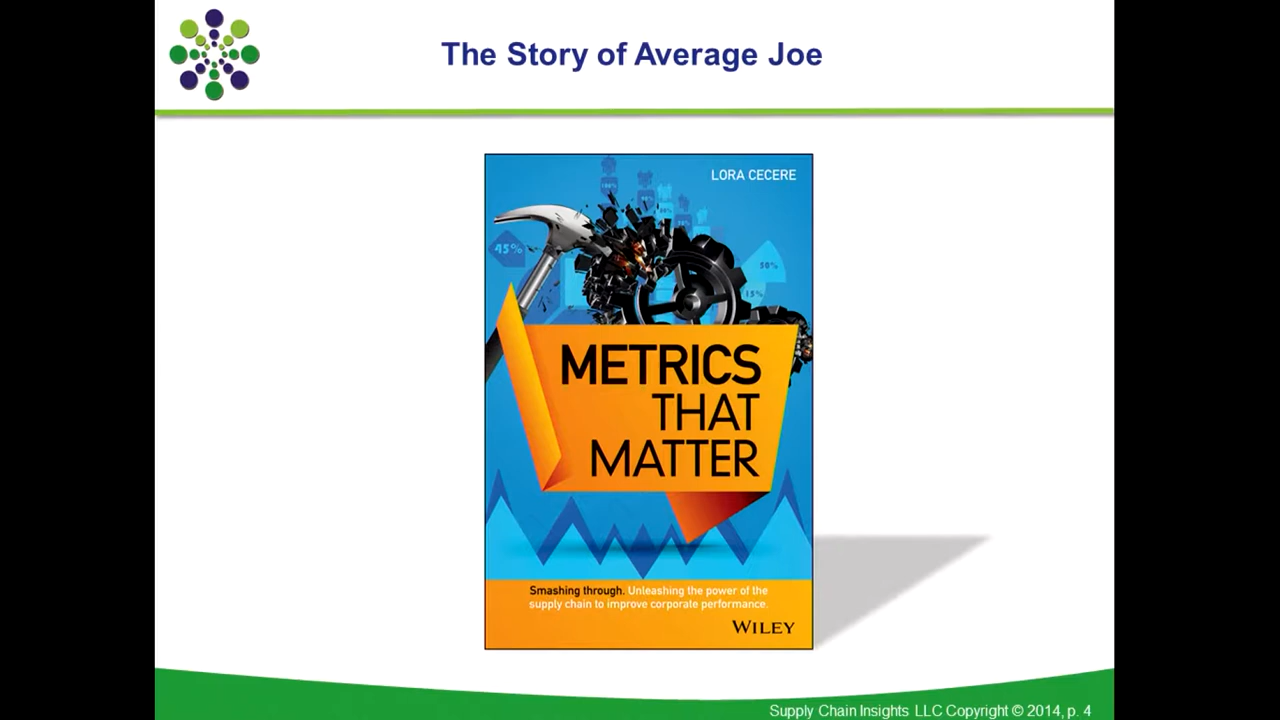 The Story of Average Joe
LORA CECERE
45%
50%
15%
METRICS
THAT
MATTER
Smashing through. Unleashing the power of the
supply chain to improve corporate performance.
WILEY
Supply Chain Insights LLC Copyright © 2014, p. 4